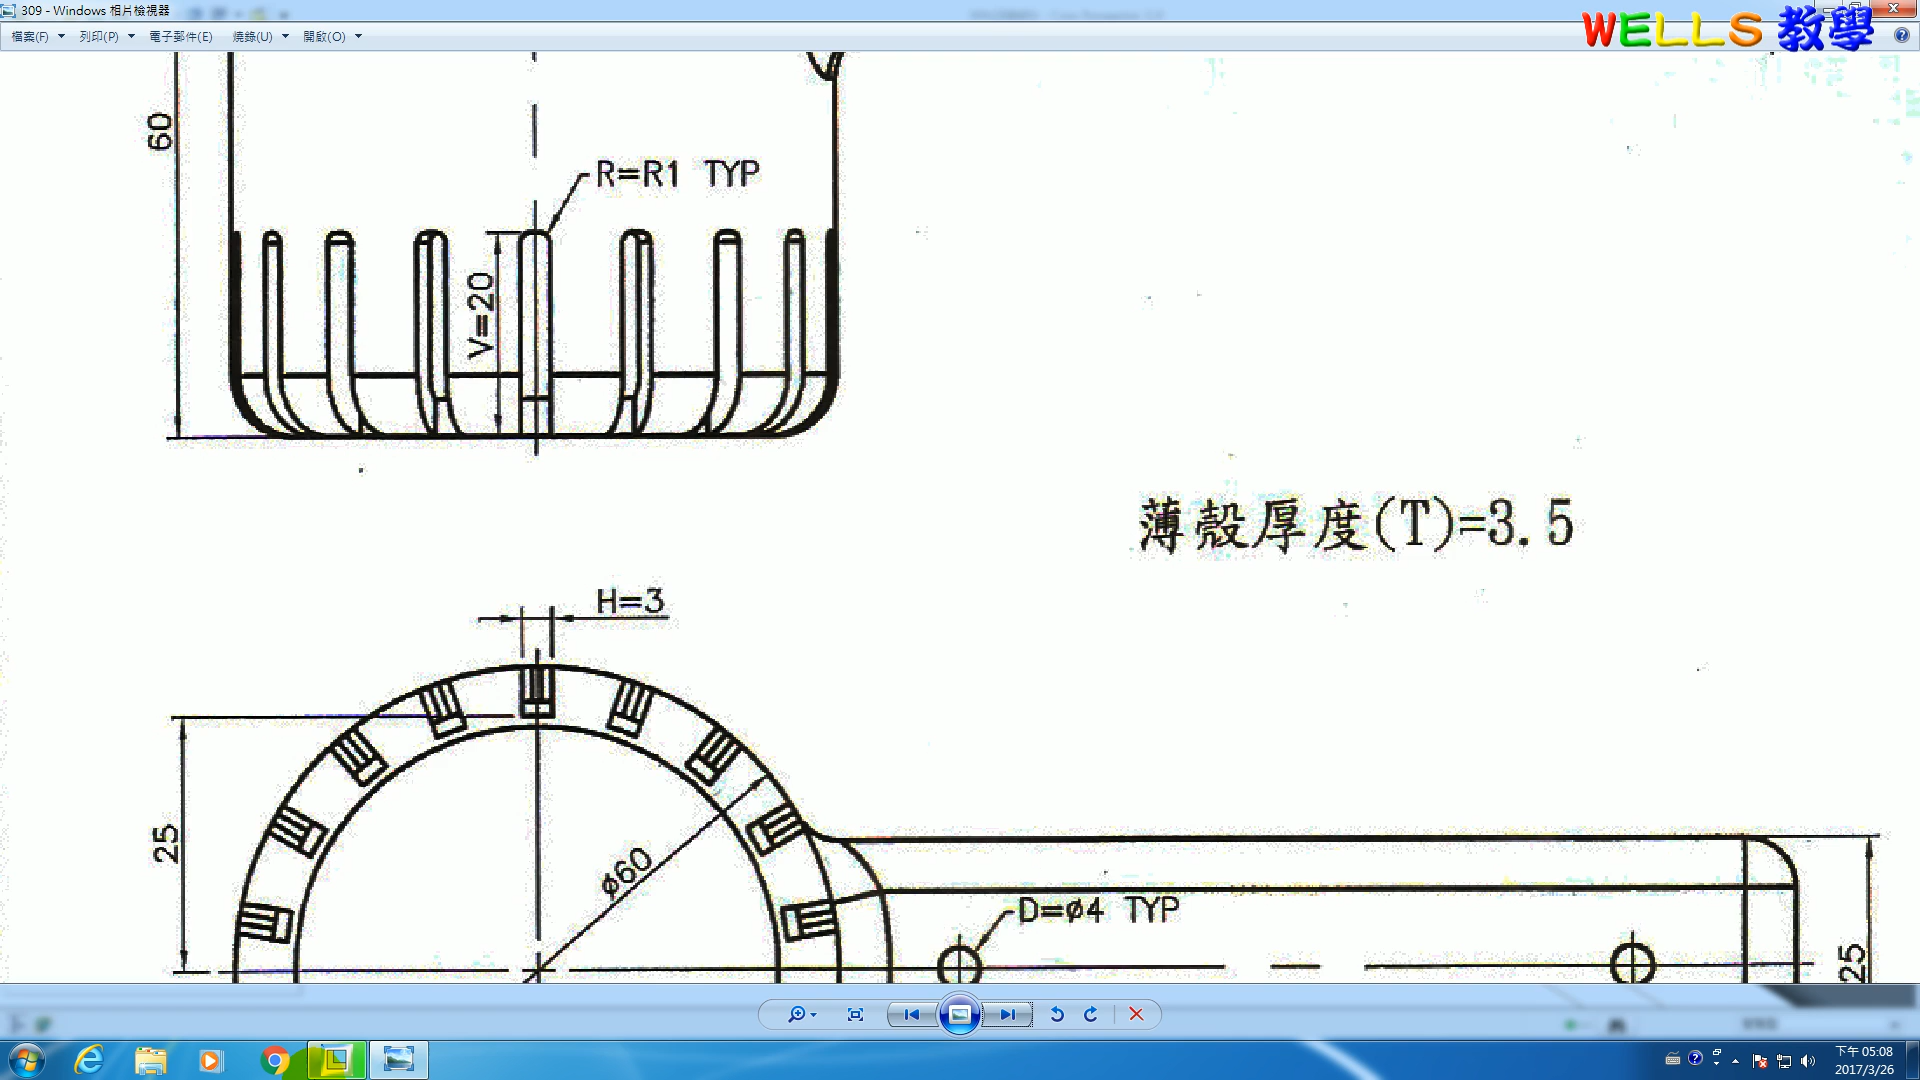 309 - Windows 相片檢視器
WELLS 教學
檔案(F) 列印(P) 電子郵件(E) 燒錄(U) 開啟(O)
60
R=R1 TYP
V=20
薄殼厚度(T)=3.5
H=3
25
ø60
D=ø4 TYP
25
下午 05:08
2017/3/26